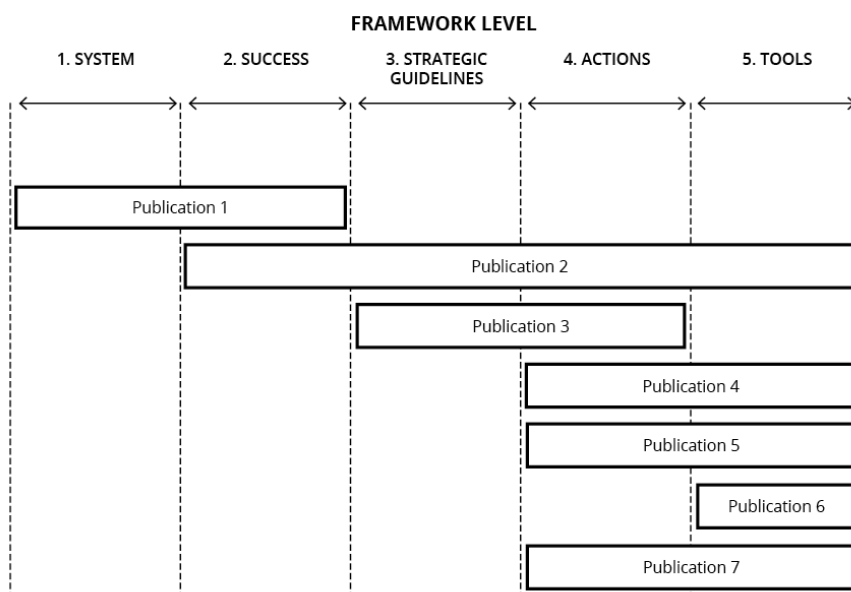 FRAMEWORK LEVEL
1. SYSTEM
2. SUCCESS
3. STRATEGIC
GUIDELINES
4. ACTIONS
5. TOOLS
Publication 1
Publication 2
Publication 3
Publication 4
Publication 5
Publication 6
Publication 7